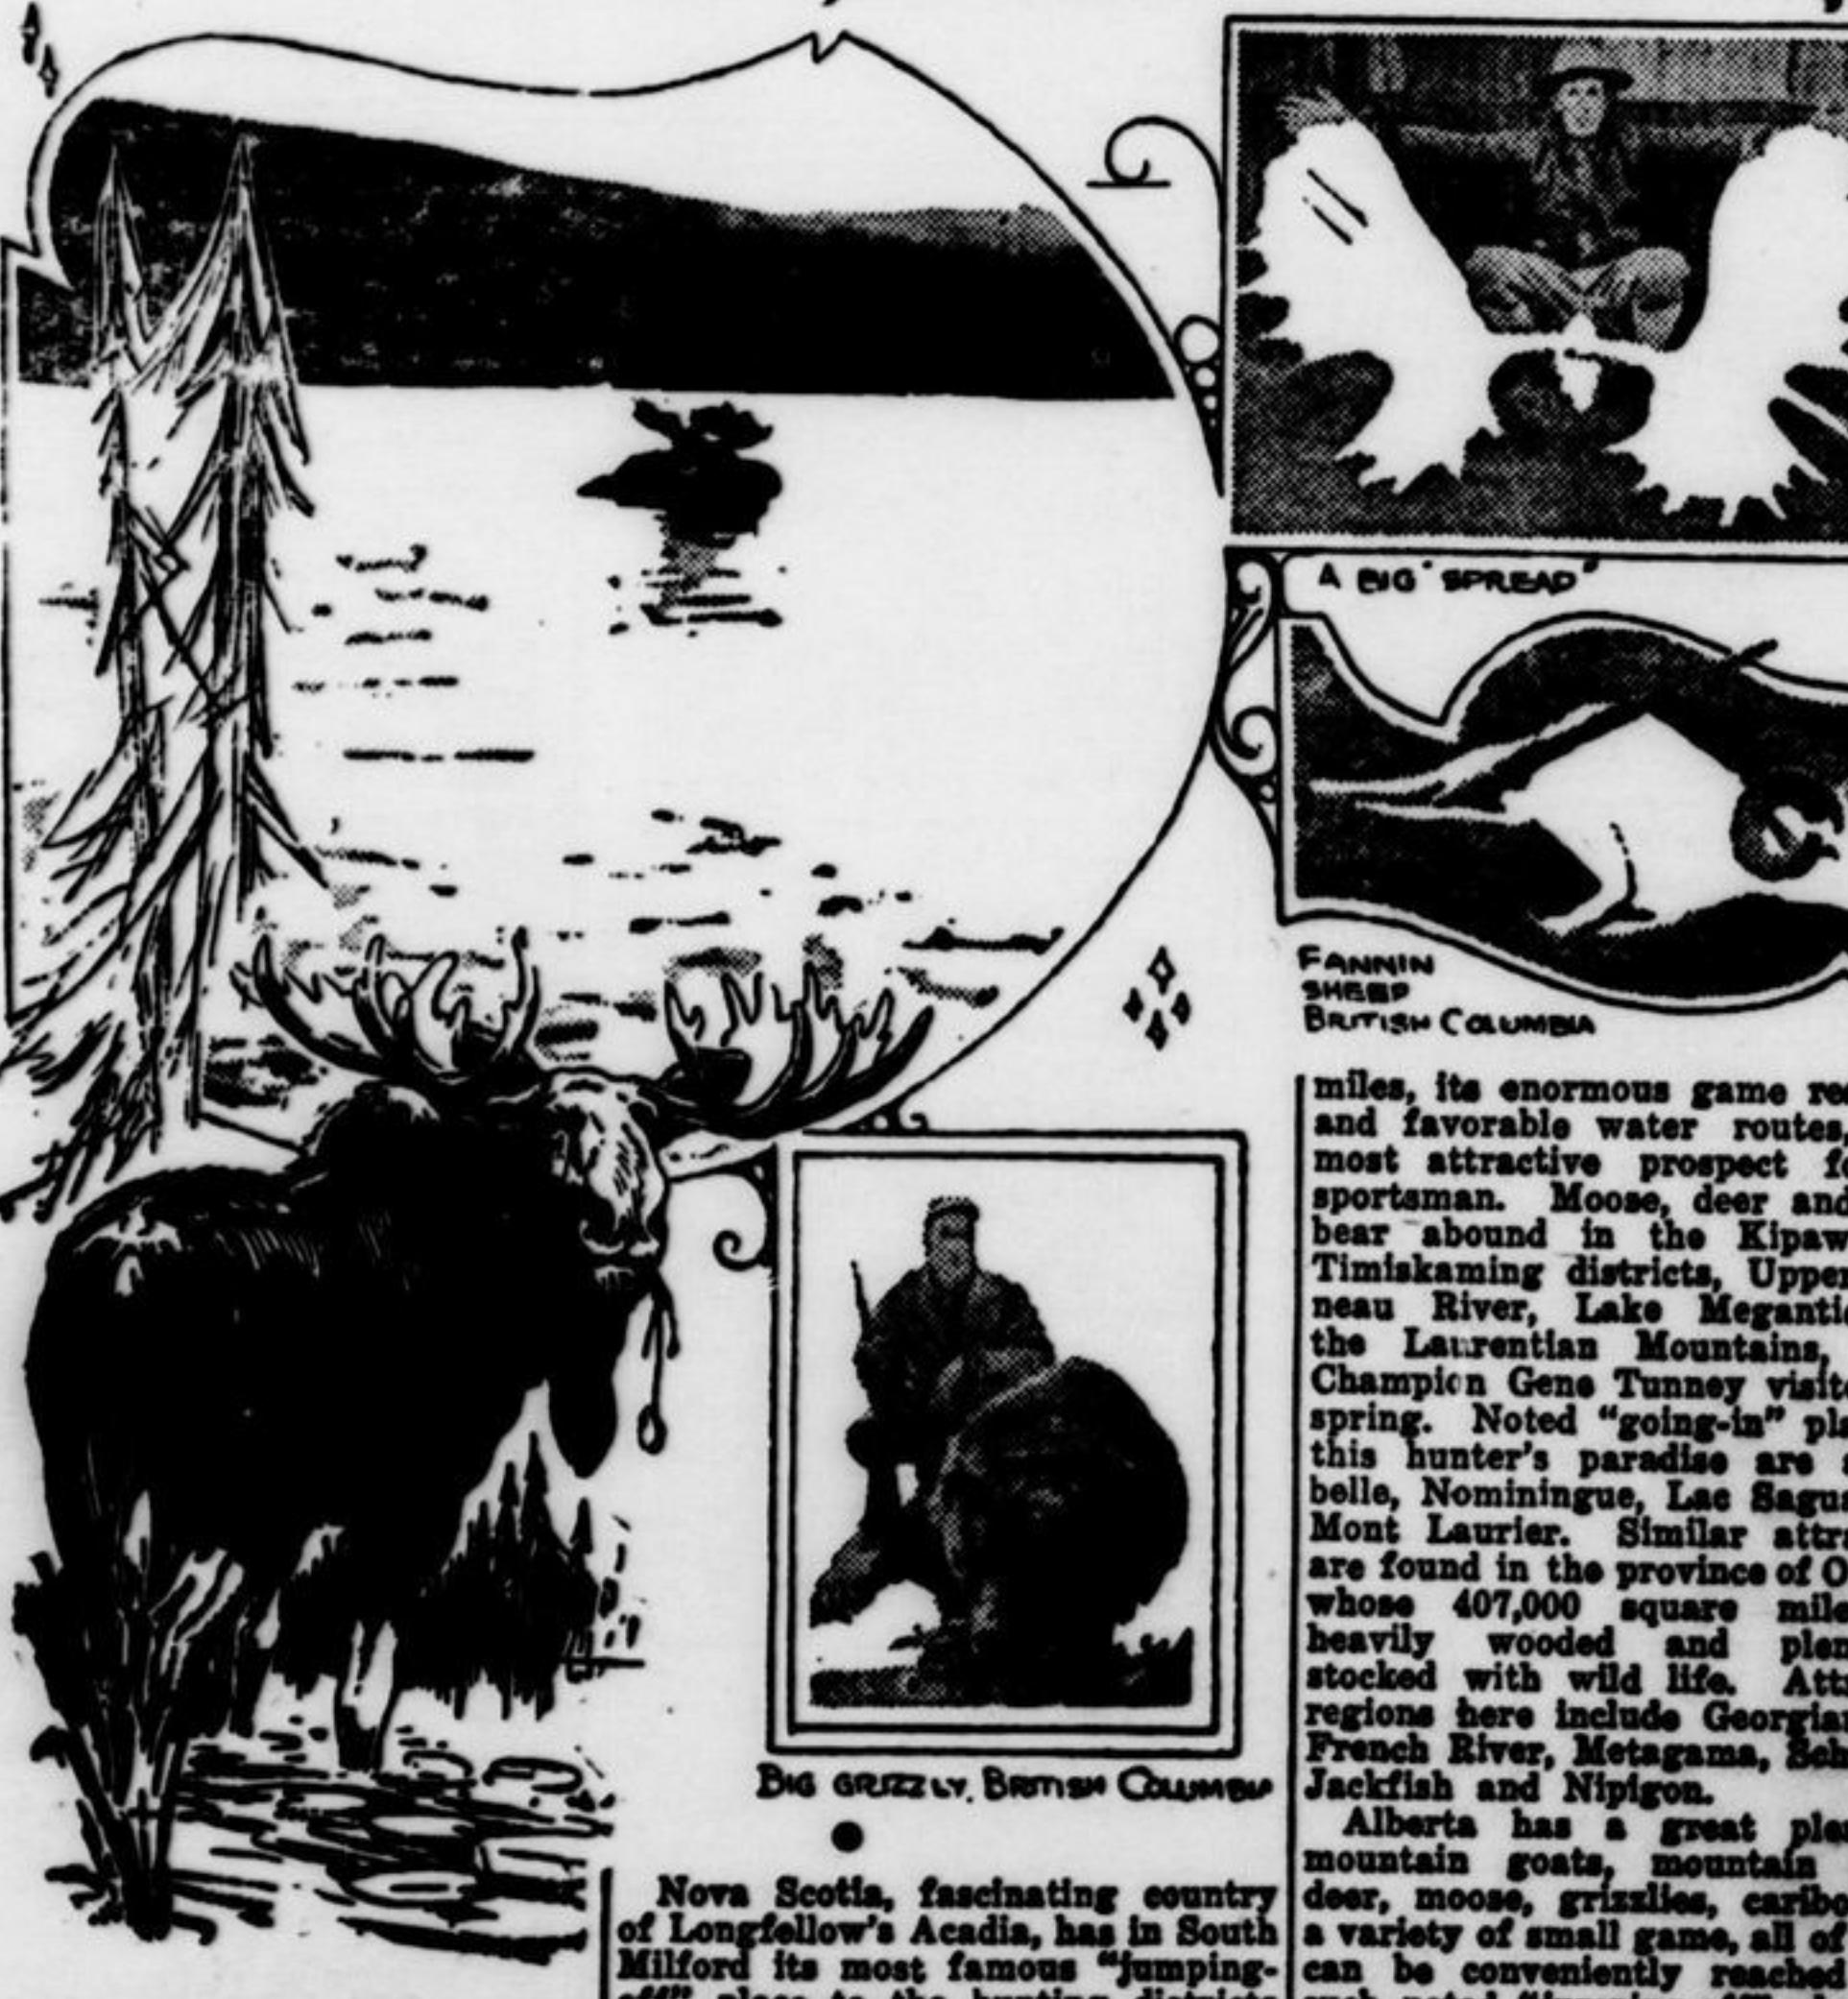 A BIG "SPREAD"
FANNIN
SHEEP
BRITISH COLUMBIA
BIG GRIZZLY, BRITISH COLUMBIA
Nova Scotia, fascinating country
of Longfellow's Acadia, has in South
Milford its most famous "jumping-
off" place to the hunting districts
miles, its enormous game
and favorable water routes,
most attractive prospect
sportsman. Moose, deer and
bear abound in the
Timiskaming districts, Upper
neau River, Lake
the Laurentian Mountains,
Champion Gene Tunney
spring. Noted "going-in"
this hunter's paradise are
belle, Nominingue, Lac
Mont Laurier. Similar
are found in the province of
whose 407,000 square
heavily wooded and
stocked with wild life.
regions here include
French River, Metagama,
Jackfish and Nipigon.
Alberta has a great
mountain goats, mountain
deer, moose, grizzlies,
a variety of small game, all of
can be conveniently reached